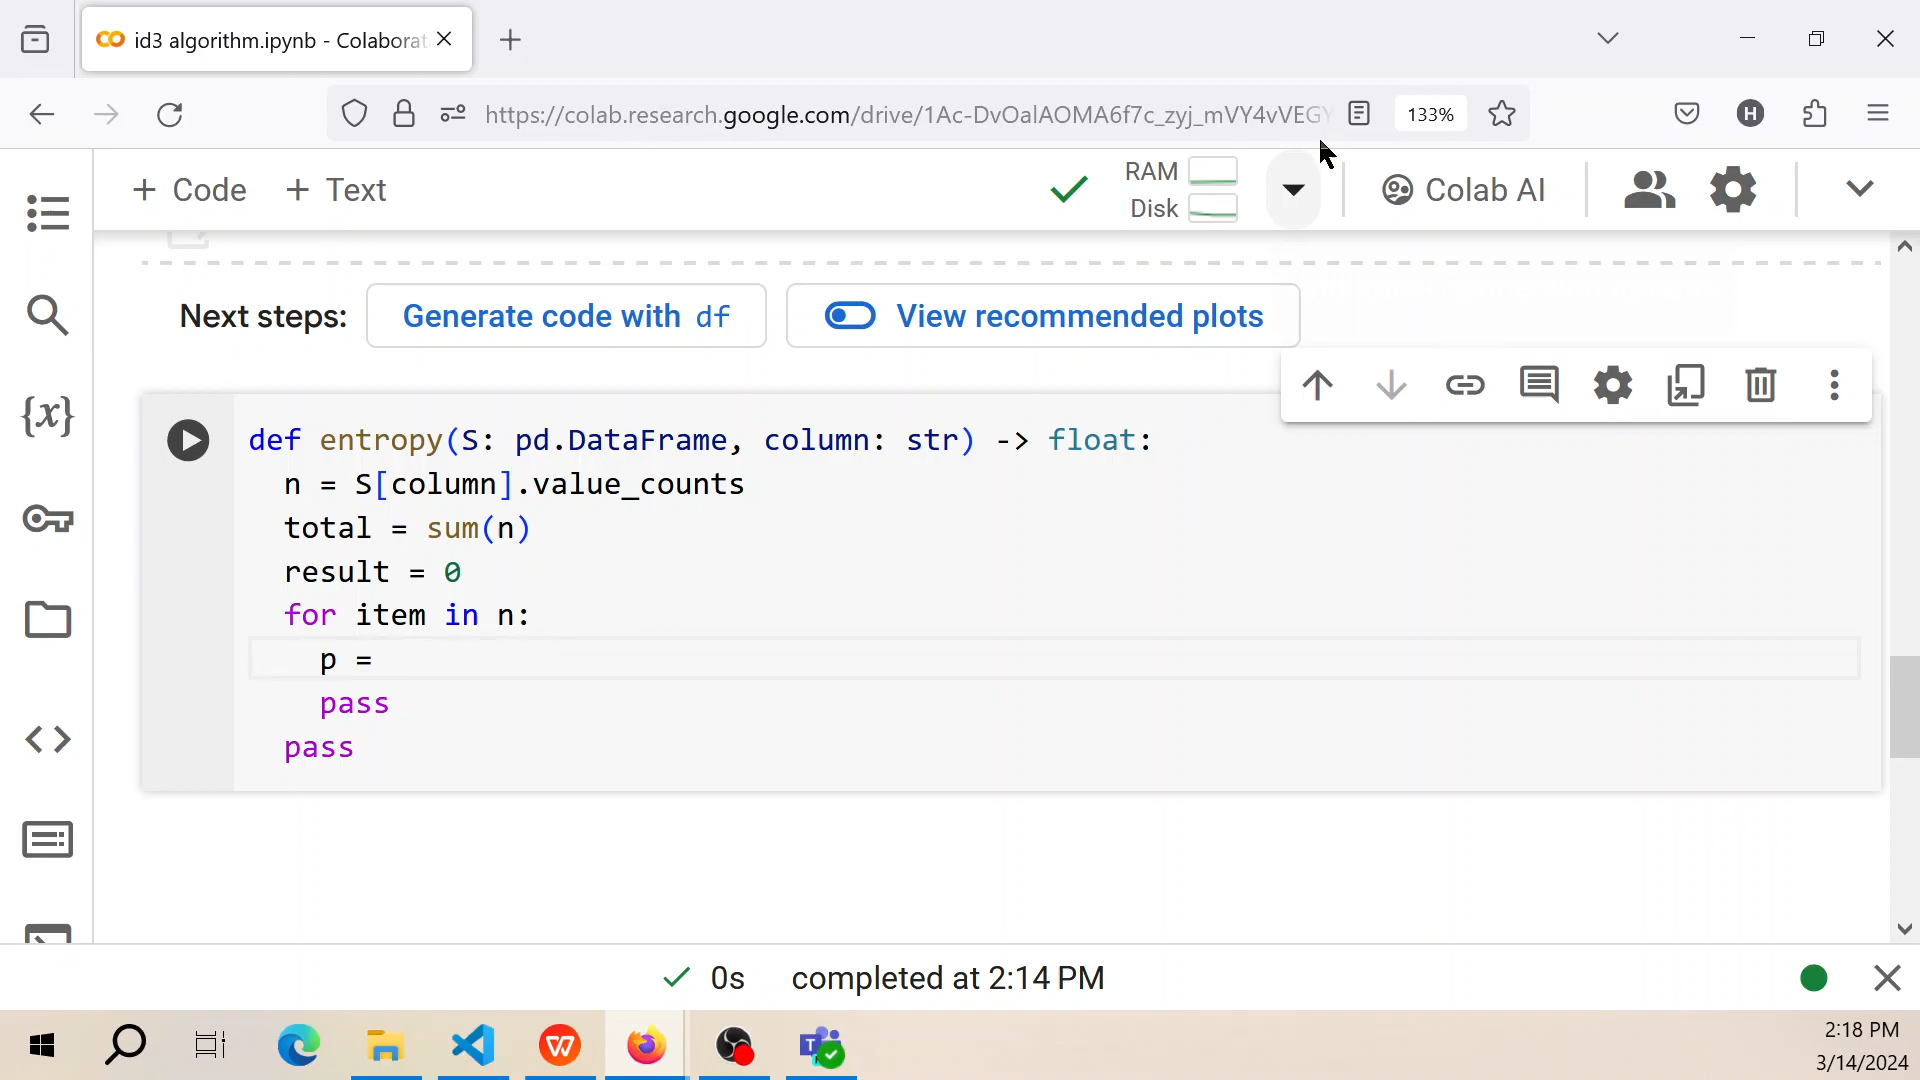 id3 algorithm.ipynb - Colaborat
https://colab.research.google.com/drive/1Ac-DvOalAOMA6f7c_zyj_mVY4vVEGY
133%
H
+ Code + Text
RAM
Disk
Colab AI
Next steps: Generate code with df View recommended plots
{x}
def entropy(S: pd.DataFrame, column: str) -> float:
n = S[column].value_counts
total = sum(n)
result = 0
for item in n:
p =
pass
pass
0s completed at 2:14 PM
2:18 PM
3/14/2024